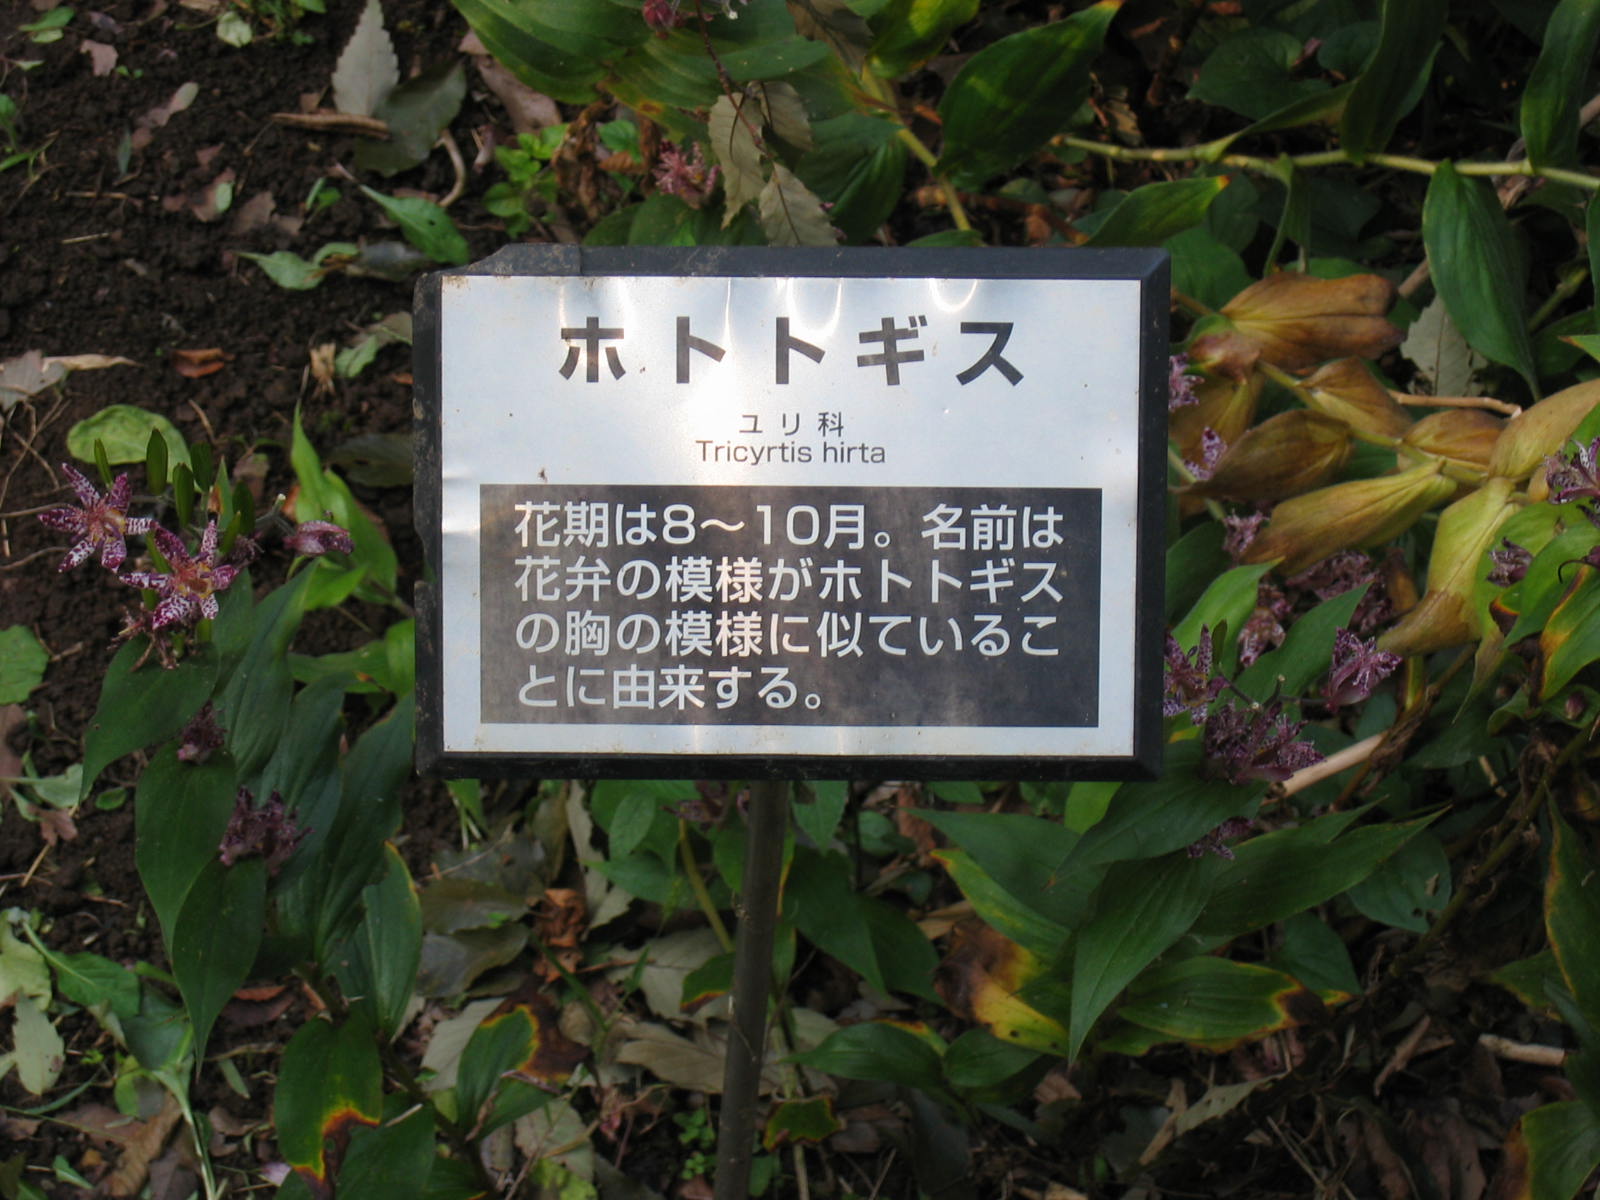 ホトトギス
ユリ科
Tricyrtis hirta
花期は8〜10月。名前は
花弁の模様がホトトギス
の胸の模様に似ているこ
とに由来する。